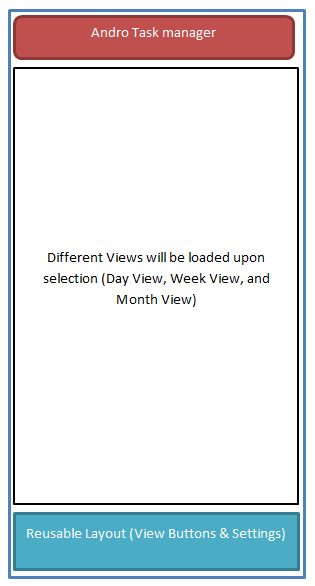 Andro Task manager
Different Views will be loaded upon
selection (Day View, Week View, and
Month View)
Reusable Layout (View Buttons & Settings)